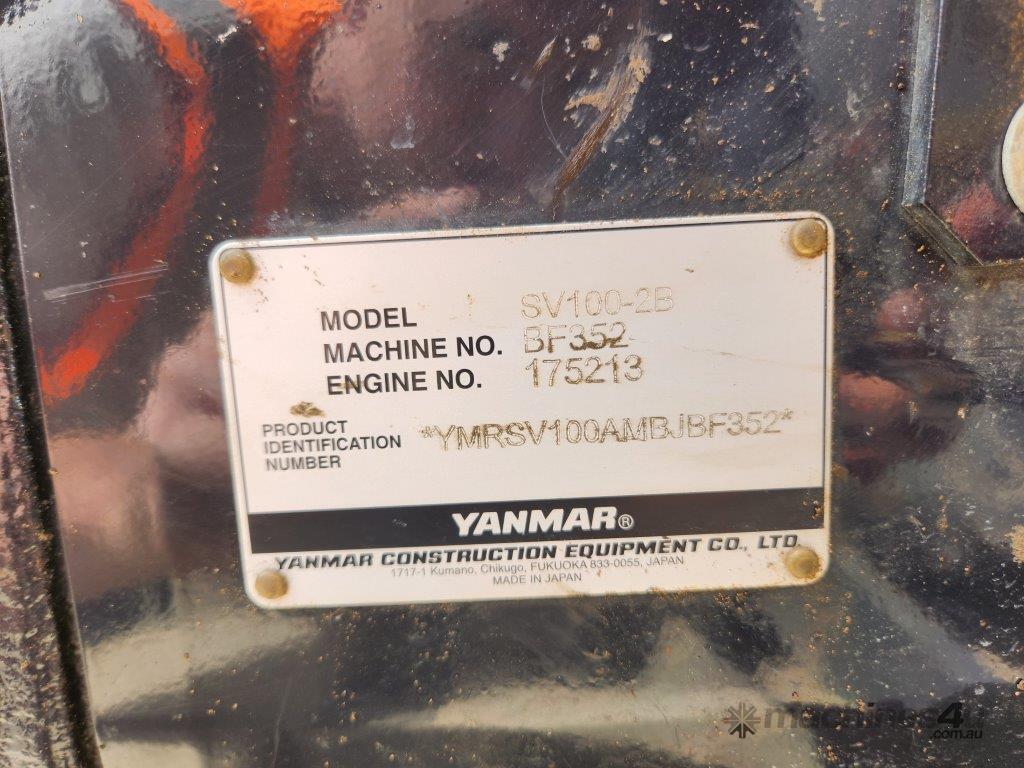 MODEL SV100-2B
MACHINE NO. BF352
ENGINE NO. 175213
PRODUCT
IDENTIFICATION
NUMBER
*YMRSV100AMBJBF352*
YANMAR®
YANMAR CONSTRUCTION EQUIPMENT CO., LTD.
1717-1 Kumano, Chikugo, FUKUOKA 833-0055, JAPAN
MADE IN JAPAN
machines4u
.com.au